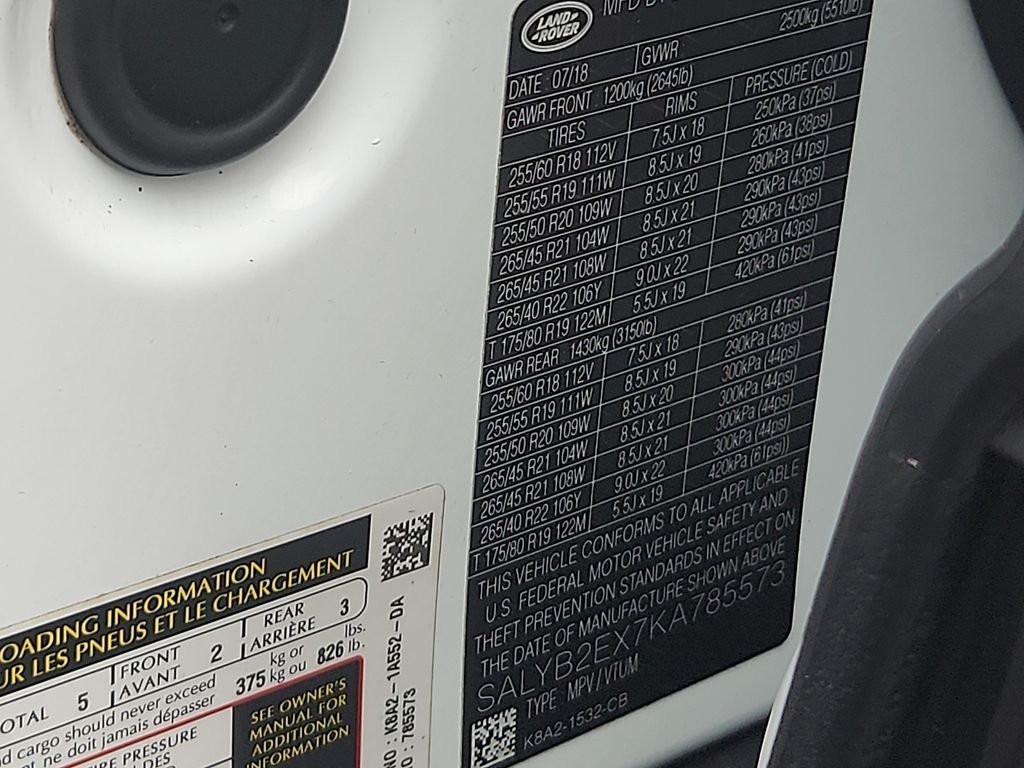 LAND
ROVER
DATE 07/18 GVWR 2500kg (5510lb)
GAWR FRONT : 1200kg (2645lb)
TIRES RIMS PRESSURE (COLD)
255/60 R18 112V 7.5J x 18 250kPa (37psi)
255/55 R19 111W 8.5J x 19 260kPa (38psi)
255/50 R20 109W 8.5J x 20 280kPa (41psi)
265/45 R21 104W 8.5J x 21 290kPa (43psi)
265/45 R21 108W 8.5J x 21 290kPa (43psi)
265/40 R22 106Y 9.0J x 22 290kPa (43psi)
T 175/80 R19 122M 5.5J x 19 420kPa (61psi)
GAWR REAR : 1430kg (3150lb)
255/60 R18 112V 7.5J x 18 280kPa (41psi)
255/55 R19 111W 8.5J x 19 290kPa (43psi)
255/50 R20 109W 8.5J x 20 300kPa (44psi)
265/45 R21 104W 8.5J x 21 300kPa (44psi)
265/45 R21 108W 8.5J x 21 300kPa (44psi)
265/40 R22 106Y 9.0J x 22 300kPa (44psi)
T 175/80 R19 122M 5.5J x 19 420kPa (61psi)
THIS VEHICLE CONFORMS TO ALL APPLICABLE
U.S. FEDERAL MOTOR VEHICLE SAFETY AND
THEFT PREVENTION STANDARDS IN EFFECT ON
THE DATE OF MANUFACTURE SHOWN ABOVE
SALYB2EX7KA785573
TYPE MPV/VTUM
K8A2-1532-CB
OADING INFORMATION
UR LES PNEUS ET LE CHARGEMENT
OTAL 5 FRONT AVANT 2 REAR ARRIÈRE 3
d cargo should never exceed
ne doit jamais dépasser
375 kg or kg ou 826 lbs. lb.
PRESSURE
SEE OWNER'S
MANUAL FOR
ADDITIONAL
INFORMATION
NO : K8A2-1A552-DA
: 785573